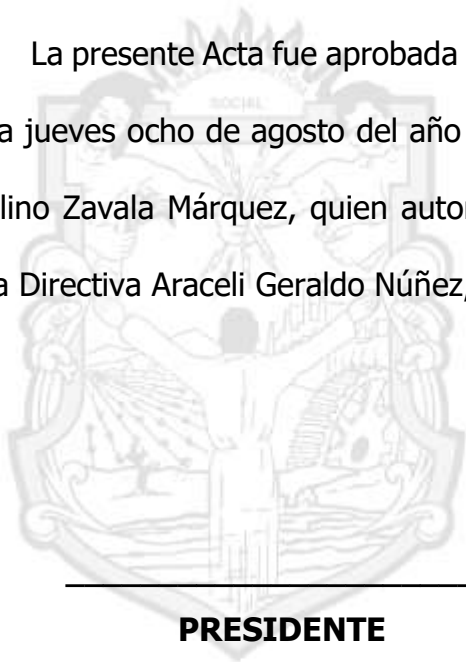 La presente Acta fue aprobada
SOCIAL
a jueves ocho de agosto del año
lino Zavala Márquez, quien autor
a Directiva Araceli Geraldo Núñez,
PRESIDENTE